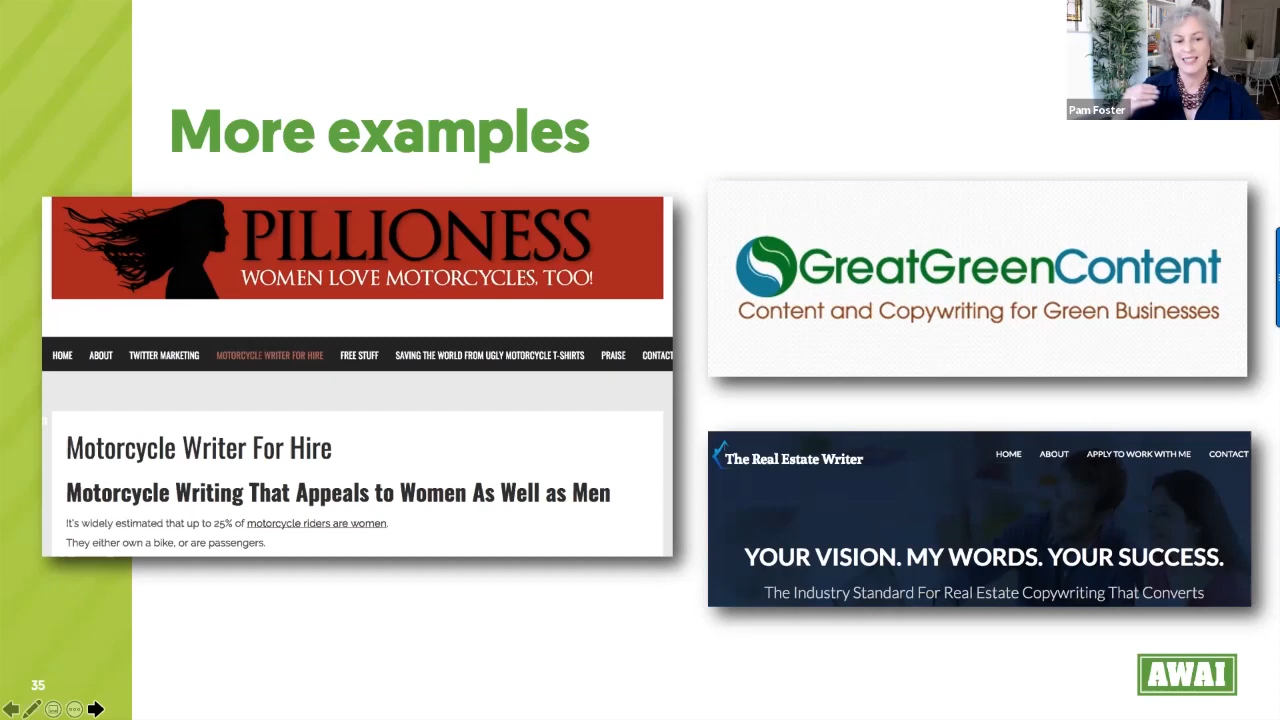 Pam Foster
More examples
PILLIONESS
WOMEN LOVE MOTORCYCLES, TOO!
HOME ABOUT TWITTER MARKETING MOTORCYCLE WRITER FOR HIRE FREE STUFF SAVING THE WORLD FROM UGLY MOTORCYCLE T-SHIRTS PRAISE CONTACT
Motorcycle Writer For Hire
Motorcycle Writing That Appeals to Women As Well as Men
It's widely estimated that up to 25% of motorcycle riders are women.
They either own a bike, or are passengers.
GreatGreenContent
Content and Copywriting for Green Businesses
The Real Estate Writer
HOME ABOUT APPLY TO WORK WITH ME CONTACT
YOUR VISION. MY WORDS. YOUR SUCCESS.
The Industry Standard For Real Estate Copywriting That Converts
AWAI
35